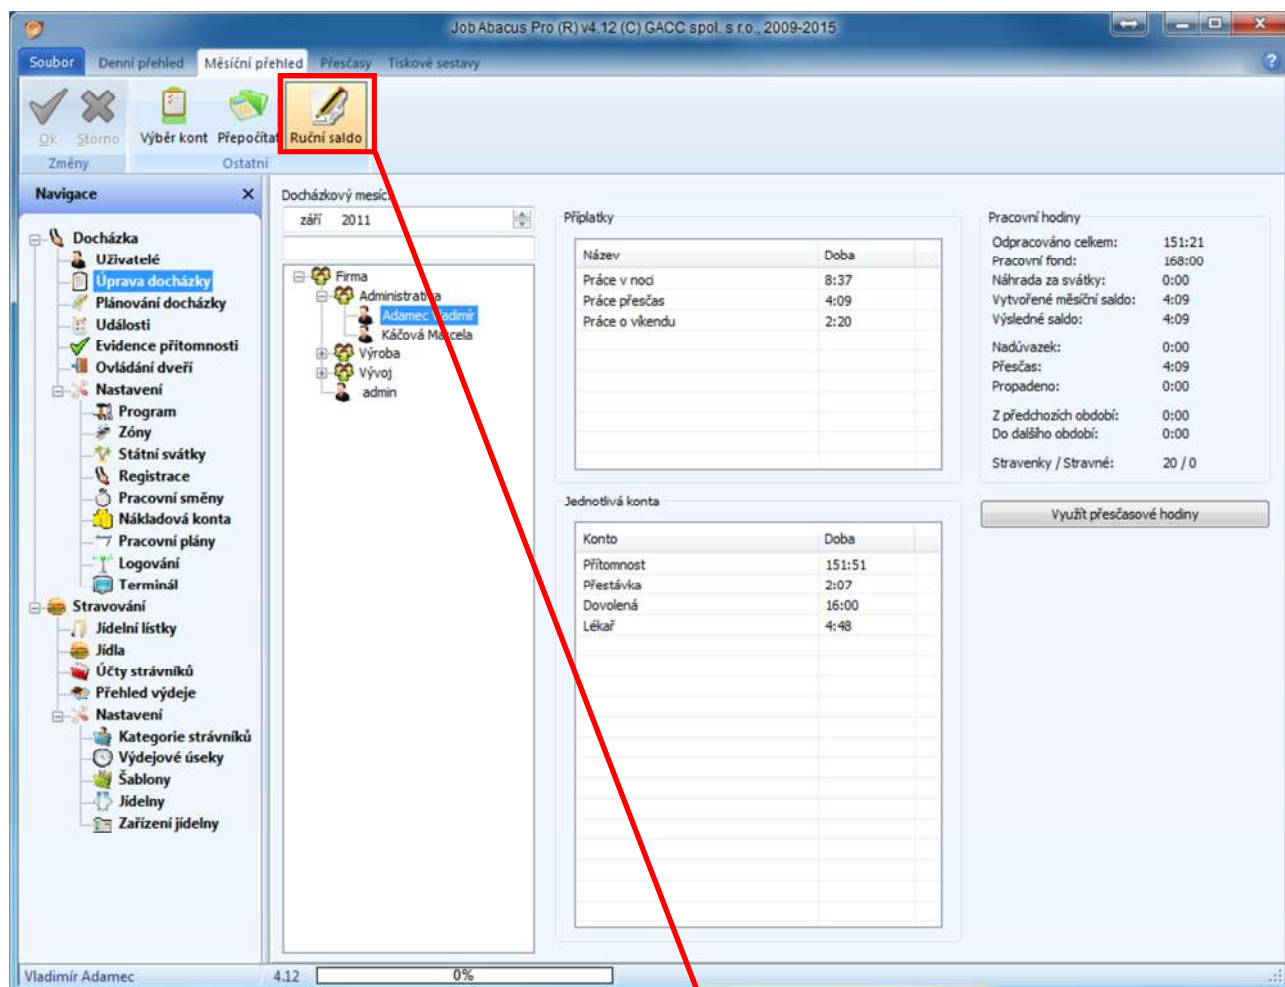 JobAbacus Pro (R) v4.12 (C) GACC spol. s r.o., 2009-2015
Soubor Denní přehled Měsíční přehled Přesčasy Tiskové sestavy
Ok Storno Výběr kont Přepočítat Ruční saldo
Změny Ostatní
Navigace
Docházka
Uživatelé
Úprava docházky
Plánování docházky
Události
Evidence přítomnosti
Ovládání dveří
Nastavení
Program
Zóny
Státní svátky
Registrace
Pracovní směny
Nákladová konta
Pracovní plány
Logování
Terminál
Stravování
Jídelní lístky
Jídla
Účty strávníků
Přehled výdeje
Nastavení
Kategorie strávníků
Výdejové úseky
Šablony
Jídelny
Zařízení jídelny
Docházkový mesíc:
září 2011
Firma
Administrativa
Adamec Vladimír
Káčová Marcela
Výroba
Vývoj
admin
Příplatky
Název Doba
Práce v noci 8:37
Práce přesčas 4:09
Práce o víkendu 2:20
Jednotlivá konta
Konto Doba
Přítomnost 151:51
Přestávka 2:07
Dovolená 16:00
Lékař 4:48
Pracovní hodiny
Odpracováno celkem: 151:21
Pracovní fond: 168:00
Náhrada za svátky: 0:00
Vytvořené měsíční saldo: 4:09
Výsledné saldo: 4:09
Nadúvazek: 0:00
Přesčas: 4:09
Propadeno: 0:00
Z předchozích období: 0:00
Do dalšího období: 0:00
Stravenky / Stravné: 20 / 0
Využít přesčasové hodiny
Vladimír Adamec 4.12 0%